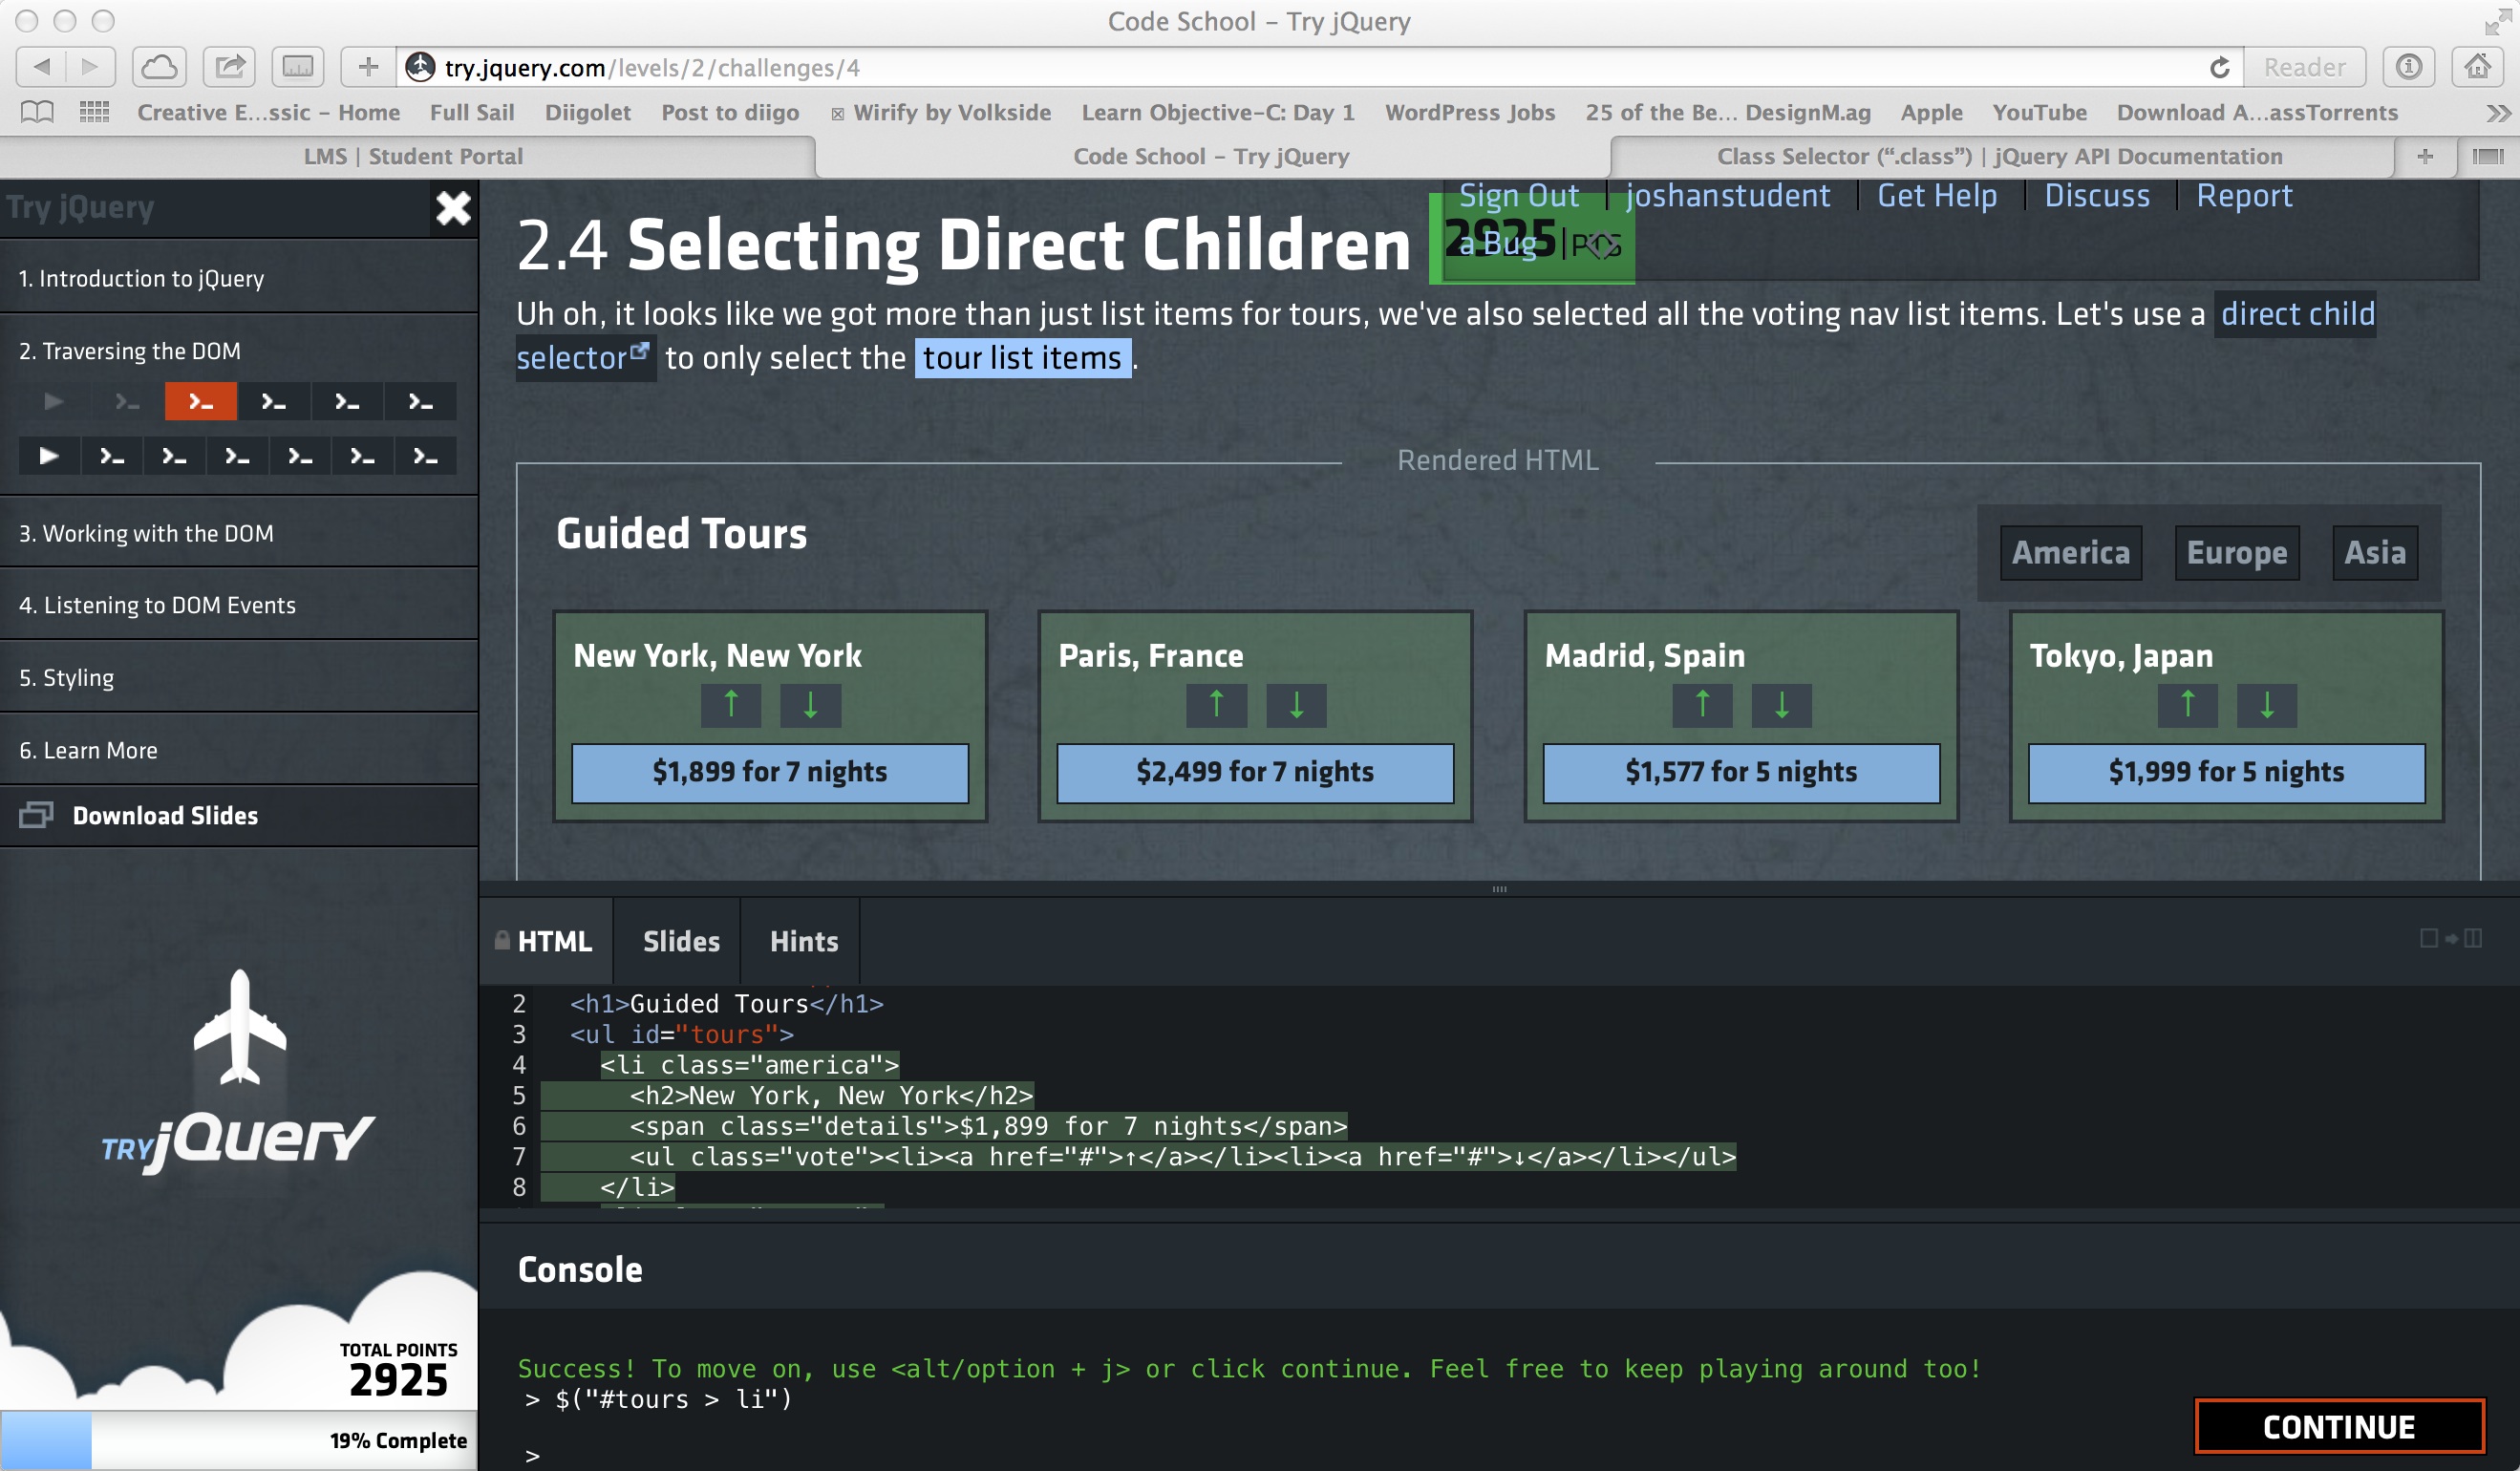 Code School – Try jQuery
try.jquery.com/levels/2/challenges/4
Reader
Creative E...ssic – Home
Full Sail
Diigolet
Post to diigo
Wirify by Volkside
Learn Objective-C: Day 1
WordPress Jobs
25 of the Be... DesignM.ag
Apple
YouTube
Download A...assTorrents
LMS | Student Portal
Code School – Try jQuery
Class Selector (“.class”) | jQuery API Documentation
Try jQuery
1. Introduction to jQuery
2. Traversing the DOM
3. Working with the DOM
4. Listening to DOM Events
5. Styling
6. Learn More
Download Slides
TRY jQuery
TOTAL POINTS
2925
19% Complete
Sign Out | joshanstudent | Get Help | Discuss | Report
a Bug
2.4 Selecting Direct Children
2925 | PTS
Uh oh, it looks like we got more than just list items for tours, we've also selected all the voting nav list items. Let's use a direct child
selector to only select the tour list items .
Rendered HTML
Guided Tours
America
Europe
Asia
New York, New York
↑ ↓
$1,899 for 7 nights
Paris, France
↑ ↓
$2,499 for 7 nights
Madrid, Spain
↑ ↓
$1,577 for 5 nights
Tokyo, Japan
↑ ↓
$1,999 for 5 nights
HTML
Slides
Hints
2 <h1>Guided Tours</h1>
3 <ul id="tours">
4 <li class="america">
5 <h2>New York, New York</h2>
6 <span class="details">$1,899 for 7 nights</span>
7 <ul class="vote"><li><a href="#">↑</a></li><li><a href="#">↓</a></li></ul>
8 </li>
Console
Success! To move on, use <alt/option + j> or click continue. Feel free to keep playing around too!
> $("#tours > li")
>
CONTINUE